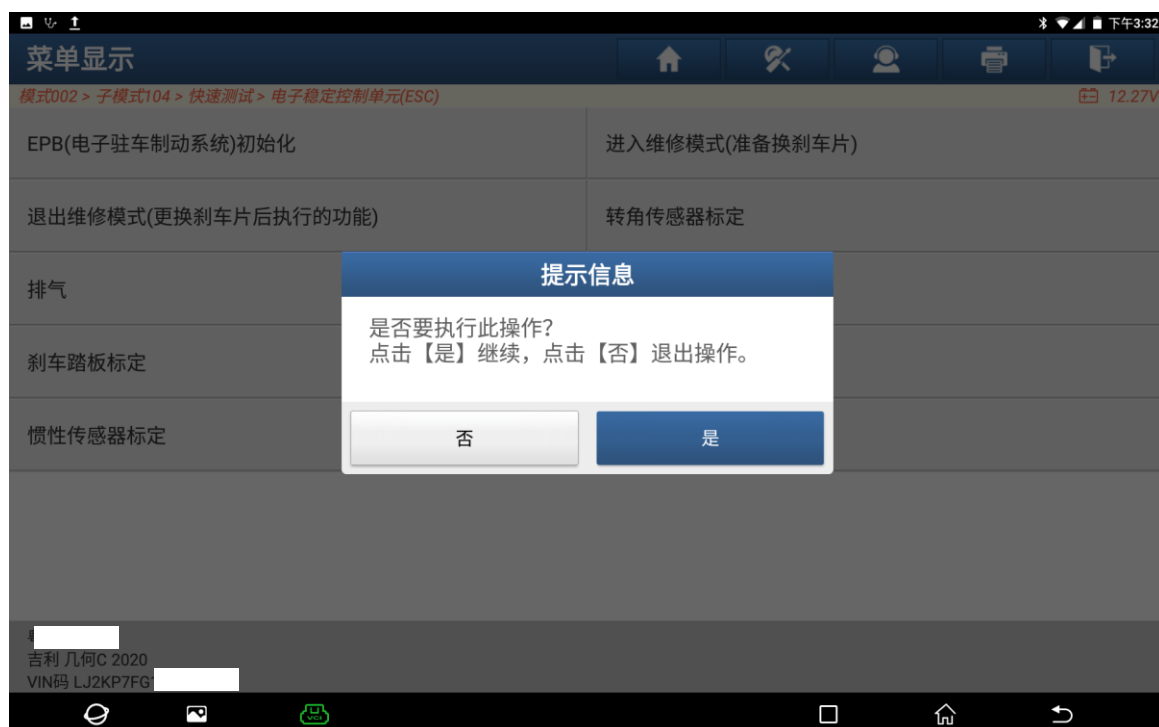 下午3:32
菜单显示
模式002 > 子模式104 > 快速测试 > 电子稳定控制单元(ESC)
12.27V
EPB(电子驻车制动系统)初始化
进入维修模式(准备换刹车片)
退出维修模式(更换刹车片后执行的功能)
转角传感器标定
排气
提示信息
是否要执行此操作?
点击【是】继续，点击【否】退出操作。
刹车踏板标定
惯性传感器标定
否
是
吉利 几何C 2020
VIN码 LJ2KP7FG
VCI